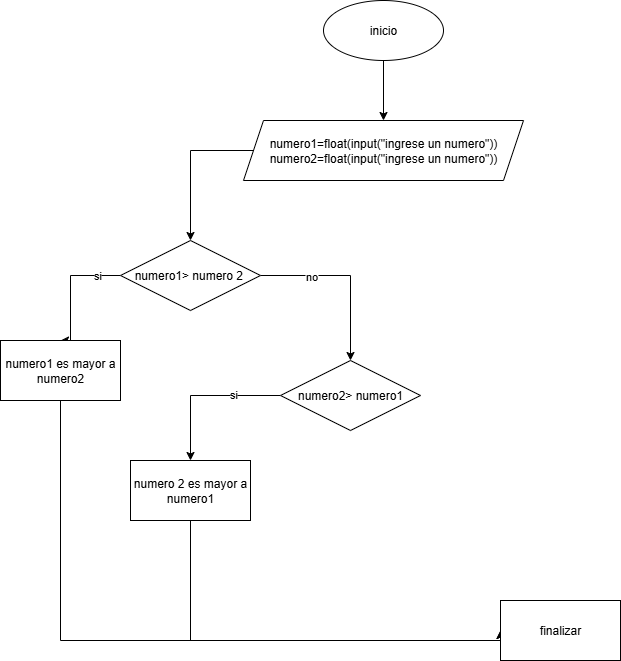 inicio
numero1=float(input("ingrese un numero"))
numero2=float(input("ingrese un numero"))
numero1> numero 2
si
no
numero1 es mayor a
numero2
numero2> numero1
si
numero 2 es mayor a
numero1
finalizar